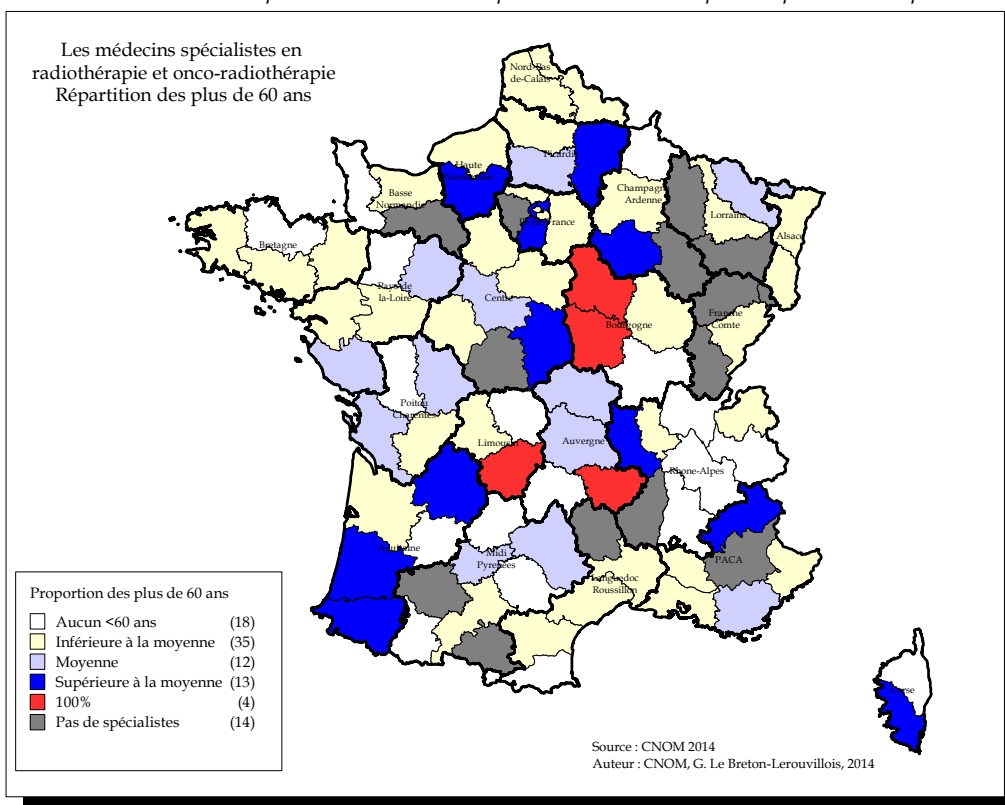 Les médecins spécialistes en
radiothérapie et onco-radiothérapie
Répartition des plus de 60 ans
Nord-Pas
de-Calais
Picardie
Haute
Basse
Normandie
Champagne
Ardenne
Lorraine
Alsace
Bretagne
Pays de
la-Loire
Centre
Bourgogne
Franche
Comte
Poitou
Charentes
Limousin
Auvergne
Rhone-Alpes
Aquitaine
Midi
Pyrénées
Languedoc
Roussillon
PACA
Corse
Proportion des plus de 60 ans
Aucun <60 ans (18)
Inférieure à la moyenne (35)
Moyenne (12)
Supérieure à la moyenne (13)
100% (4)
Pas de spécialistes (14)
Source : CNOM 2014
Auteur : CNOM, G. Le Breton-Lerouvillois, 2014